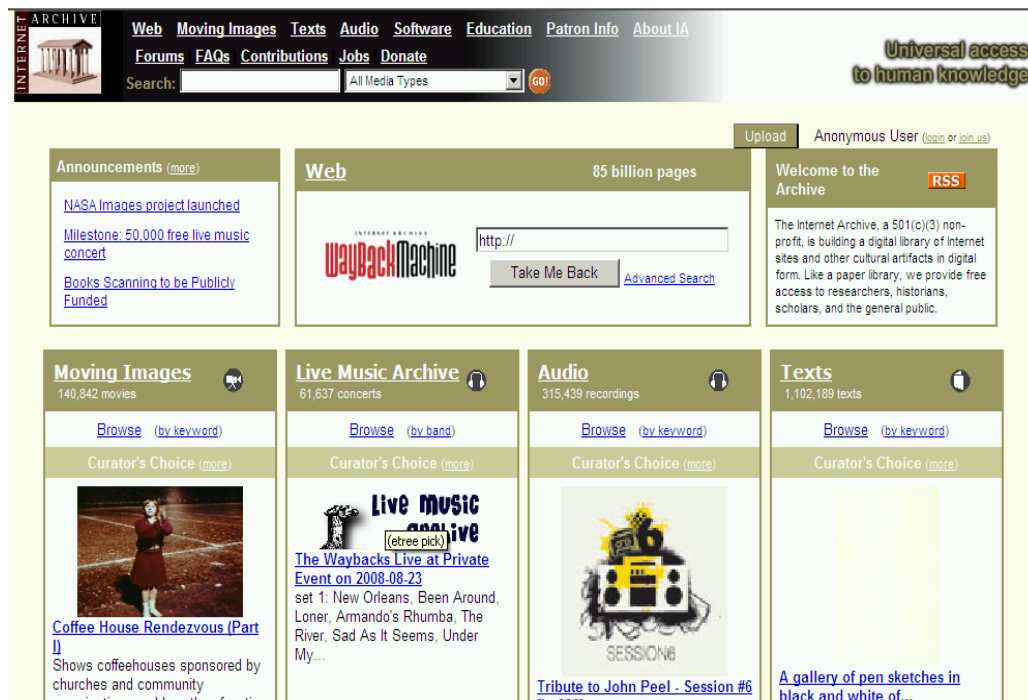 INTERNET
ARCHIVE
Web Moving Images Texts Audio Software Education Patron Info About IA
Forums FAQs Contributions Jobs Donate
Search: All Media Types GO!
Universal access
to human knowledge
Upload Anonymous User (login or join us)
Announcements (more)
NASA Images project launched
Milestone: 50,000 free live music
concert
Books Scanning to be Publicly
Funded
Web 85 billion pages
INTERNET ARCHIVE
WayBackMachine
http://
Take Me Back Advanced Search
Welcome to the
Archive
RSS
The Internet Archive, a 501(c)(3) non-
profit, is building a digital library of Internet
sites and other cultural artifacts in digital
form. Like a paper library, we provide free
access to researchers, historians,
scholars, and the general public.
Moving Images
140,842 movies
Browse (by keyword)
Curator's Choice (more)
Coffee House Rendezvous (Part
I)
Shows coffeehouses sponsored by
churches and community
Live Music Archive
61,637 concerts
Browse (by band)
Curator's Choice (more)
Live music
archive
(etree pick)
The Waybacks Live at Private
Event on 2008-08-23
set 1: New Orleans, Been Around,
Loner, Armando's Rhumba, The
River, Sad As It Seems, Under
My...
Audio
315,439 recordings
Browse (by keyword)
Curator's Choice (more)
6
SESSION6
Tribute to John Peel - Session #6
Texts
1,102,189 texts
Browse (by keyword)
Curator's Choice (more)
A gallery of pen sketches in
black and white of...